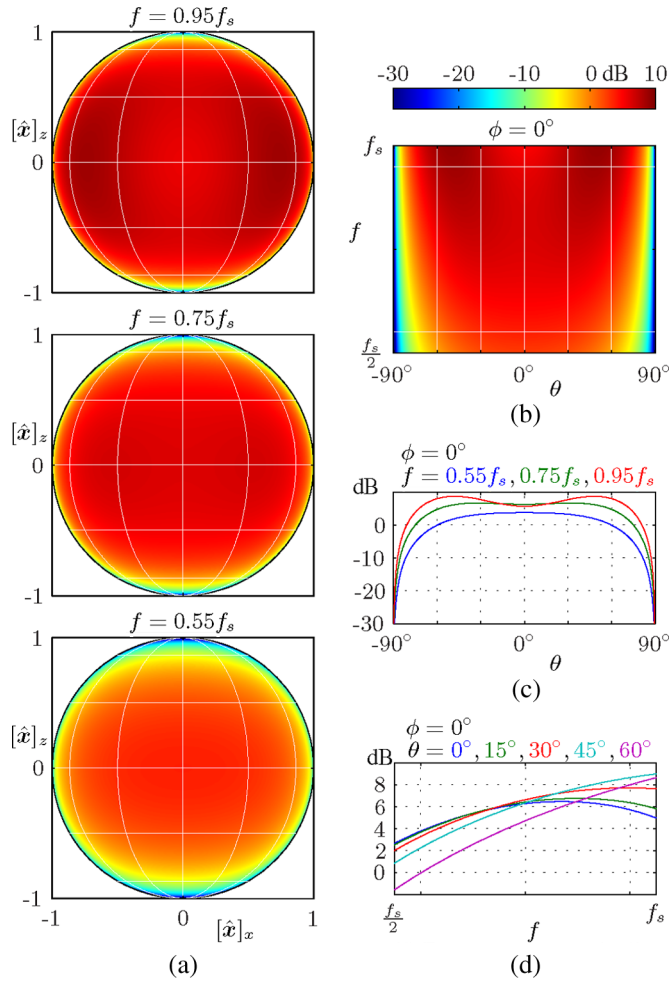 f = 0.95f_s
1
[x̂]_z
0
-1
f = 0.75f_s
1
[x̂]_z
0
-1
f = 0.55f_s
1
[x̂]_z
0
-1
-1 0 1
[x̂]_x
(a)
-30 -20 -10 0 dB 10
ϕ = 0°
f_s
f
f_s/2
-90° 0° 90°
θ
(b)
ϕ = 0°
f = 0.55f_s, 0.75f_s, 0.95f_s
dB
0
-10
-20
-30
-90° 0° 90°
θ
(c)
ϕ = 0°
θ = 0°, 15°, 30°, 45°, 60°
dB
8
6
4
2
0
f_s/2 f f_s
(d)